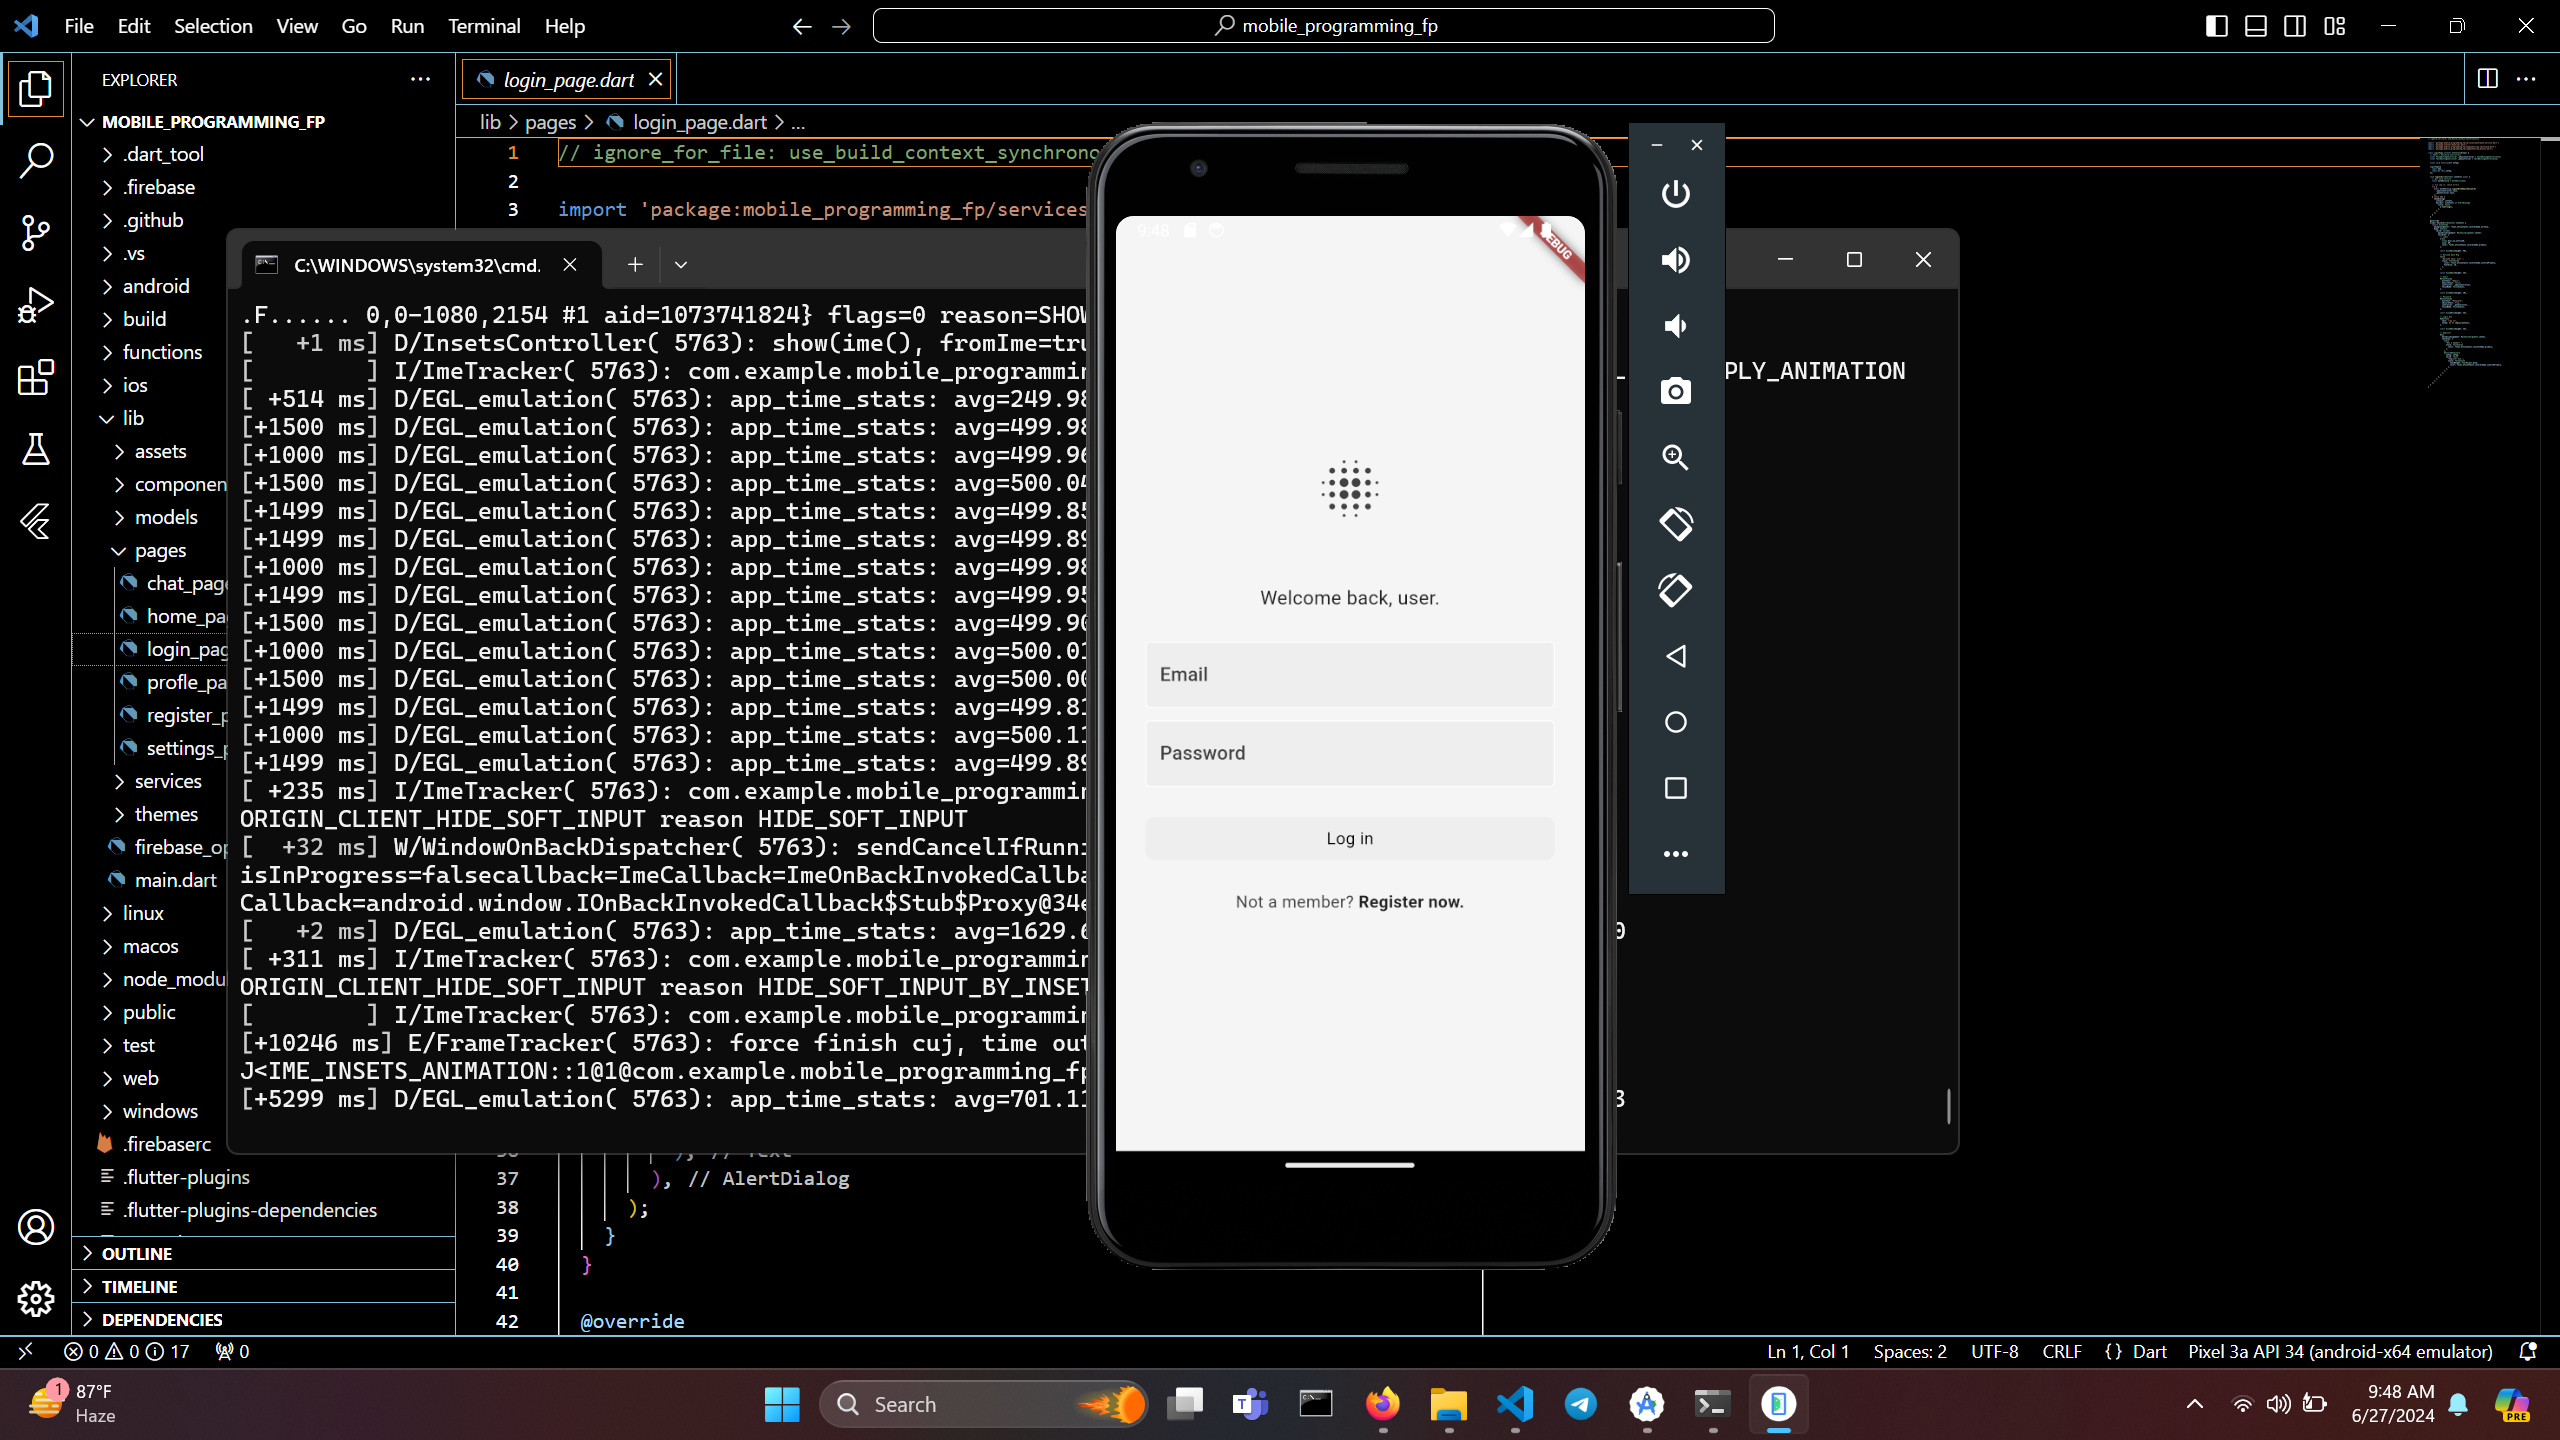 File Edit Selection View Go Run Terminal Help
mobile_programming_fp
EXPLORER
MOBILE_PROGRAMMING_FP
.dart_tool
.firebase
.github
.vs
android
build
functions
ios
lib
assets
componen
models
pages
chat_page
home_pa
login_pag
profle_pa
register_p
settings_p
services
themes
firebase_op
main.dart
linux
macos
node_modu
public
test
web
windows
.firebaserc
.flutter-plugins
.flutter-plugins-dependencies
OUTLINE
TIMELINE
DEPENDENCIES
login_page.dart
lib > pages > login_page.dart > ...
1 // ignore_for_file: use_build_context_synchrono
2
3 import 'package:mobile_programming_fp/services
C:\WINDOWS\system32\cmd.
.F...... 0,0-1080,2154 #1 aid=1073741824} flags=0 reason=SHOW
[   +1 ms] D/InsetsController( 5763): show(ime(), fromIme=tru
[        ] I/ImeTracker( 5763): com.example.mobile_programmin
PLY_ANIMATION
[ +514 ms] D/EGL_emulation( 5763): app_time_stats: avg=249.98
[+1500 ms] D/EGL_emulation( 5763): app_time_stats: avg=499.98
[+1000 ms] D/EGL_emulation( 5763): app_time_stats: avg=499.96
[+1500 ms] D/EGL_emulation( 5763): app_time_stats: avg=500.04
[+1499 ms] D/EGL_emulation( 5763): app_time_stats: avg=499.85
[+1499 ms] D/EGL_emulation( 5763): app_time_stats: avg=499.89
[+1000 ms] D/EGL_emulation( 5763): app_time_stats: avg=499.98
[+1499 ms] D/EGL_emulation( 5763): app_time_stats: avg=499.95
[+1500 ms] D/EGL_emulation( 5763): app_time_stats: avg=499.90
[+1000 ms] D/EGL_emulation( 5763): app_time_stats: avg=500.01
[+1500 ms] D/EGL_emulation( 5763): app_time_stats: avg=500.00
[+1499 ms] D/EGL_emulation( 5763): app_time_stats: avg=499.81
[+1000 ms] D/EGL_emulation( 5763): app_time_stats: avg=500.11
[+1499 ms] D/EGL_emulation( 5763): app_time_stats: avg=499.89
[ +235 ms] I/ImeTracker( 5763): com.example.mobile_programmin
ORIGIN_CLIENT_HIDE_SOFT_INPUT reason HIDE_SOFT_INPUT
[  +32 ms] W/WindowOnBackDispatcher( 5763): sendCancelIfRunni
isInProgress=falsecallback=ImeCallback=ImeOnBackInvokedCallba
Callback=android.window.IOnBackInvokedCallback$Stub$Proxy@34e
[   +2 ms] D/EGL_emulation( 5763): app_time_stats: avg=1629.6
[ +311 ms] I/ImeTracker( 5763): com.example.mobile_programmin
ORIGIN_CLIENT_HIDE_SOFT_INPUT reason HIDE_SOFT_INPUT_BY_INSET
[        ] I/ImeTracker( 5763): com.example.mobile_programmin
[+10246 ms] E/FrameTracker( 5763): force finish cuj, time out
J<IME_INSETS_ANIMATION::1@1@com.example.mobile_programming_fp
[+5299 ms] D/EGL_emulation( 5763): app_time_stats: avg=701.11
37 ), // AlertDialog
38 );
39 }
40 }
41
42 @override
9:48
Welcome back, user.
Email
Password
Log in
Not a member? Register now.
0 0 17 0
Ln 1, Col 1 Spaces: 2 UTF-8 CRLF {} Dart Pixel 3a API 34 (android-x64 emulator)
1
87°F
Haze
Search
PRE
9:48 AM
6/27/2024